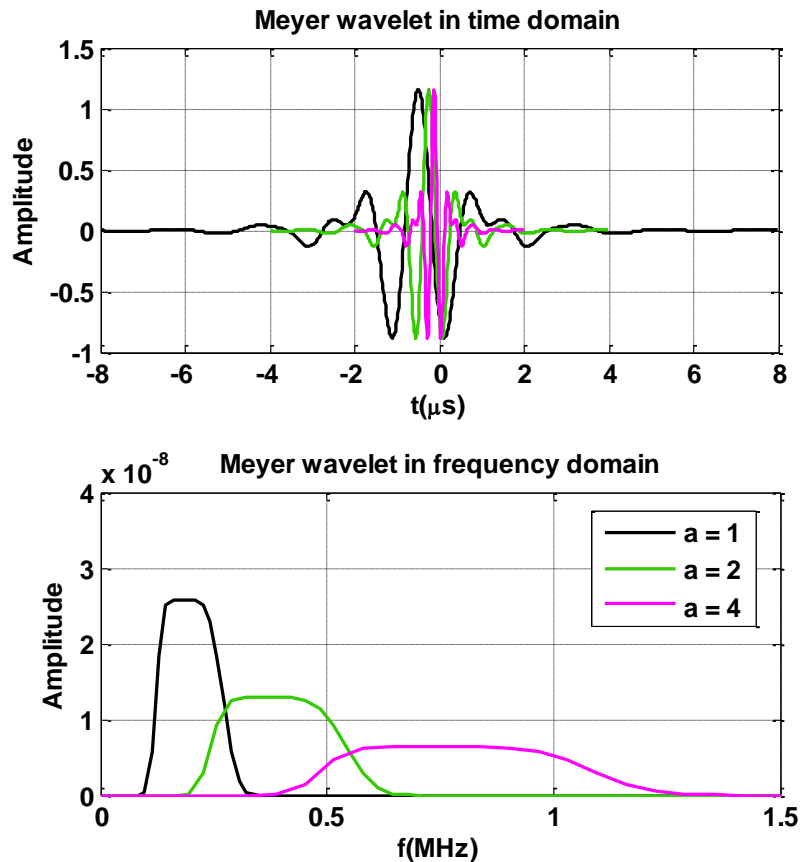 Meyer wavelet in time domain
1.5
1
0.5
0
-0.5
-1
Amplitude
-8 -6 -4 -2 0 2 4 6 8
t(μs)
x 10^-8
Meyer wavelet in frequency domain
4
3
2
1
0
Amplitude
a = 1
a = 2
a = 4
0 0.5 1 1.5
f(MHz)